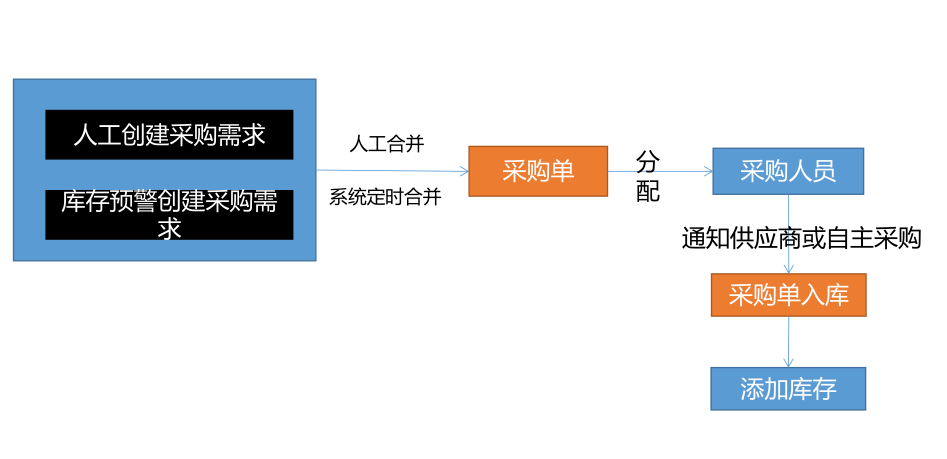 人工创建采购需求
库存预警创建采购需
求
人工合并
系统定时合并
采购单
分
配
采购人员
通知供应商或自主采购
采购单入库
添加库存